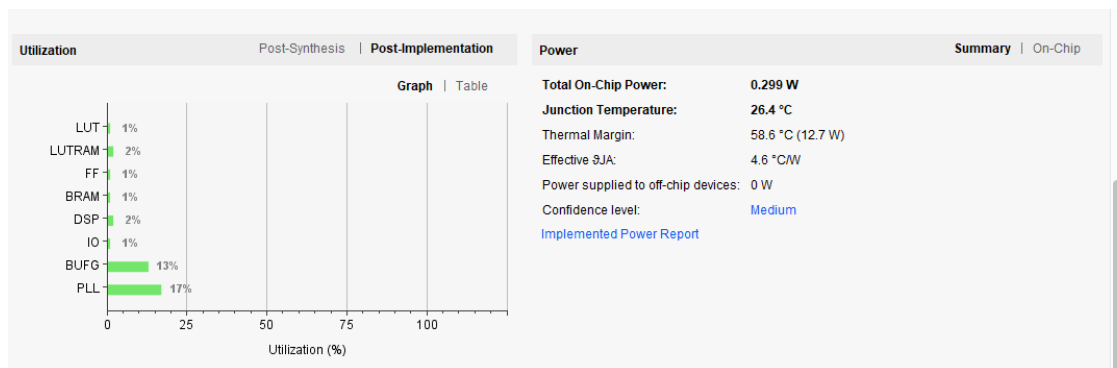 Utilization
Post-Synthesis | Post-Implementation
Graph | Table
LUT 1%
LUTRAM 2%
FF 1%
BRAM 1%
DSP 2%
IO 1%
BUFG 13%
PLL 17%
0 25 50 75 100
Utilization (%)
Power
Summary | On-Chip
Total On-Chip Power: 0.299 W
Junction Temperature: 26.4 °C
Thermal Margin: 58.6 °C (12.7 W)
Effective ϑJA: 4.6 °C/W
Power supplied to off-chip devices: 0 W
Confidence level: Medium
Implemented Power Report